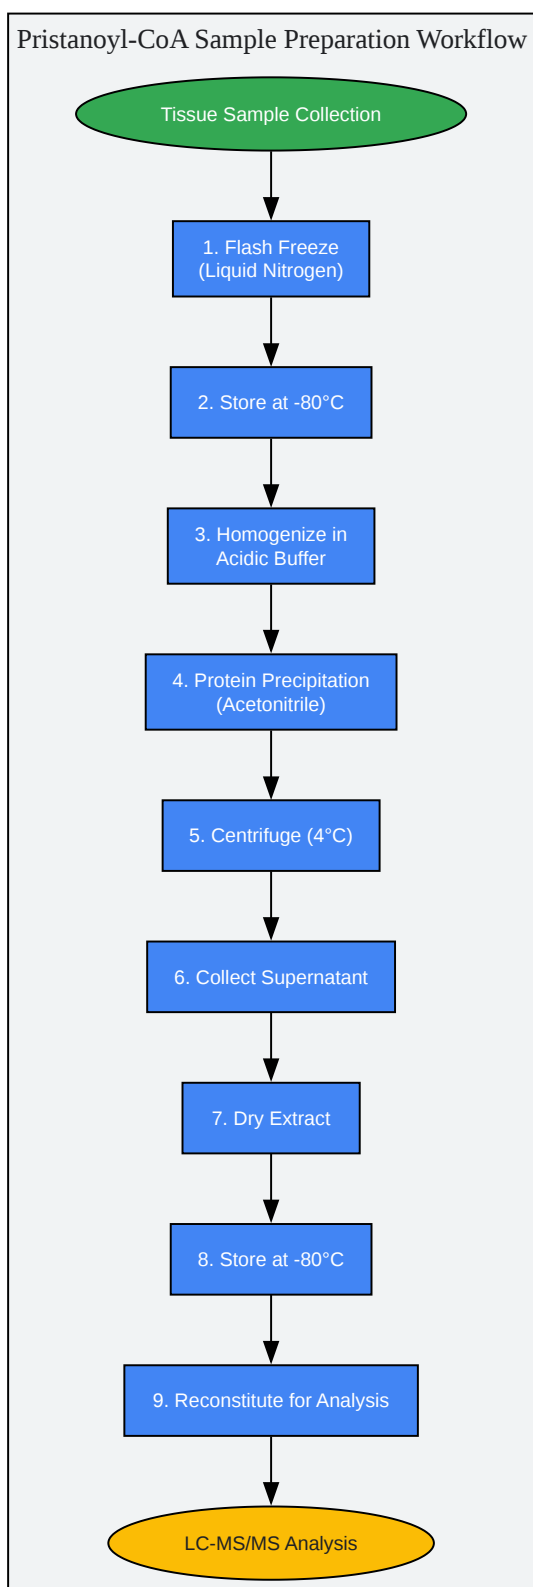 Pristanoyl-CoA Sample Preparation Workflow
Tissue Sample Collection
1. Flash Freeze
(Liquid Nitrogen)
2. Store at -80°C
3. Homogenize in
Acidic Buffer
4. Protein Precipitation
(Acetonitrile)
5. Centrifuge (4°C)
6. Collect Supernatant
7. Dry Extract
8. Store at -80°C
9. Reconstitute for Analysis
LC-MS/MS Analysis